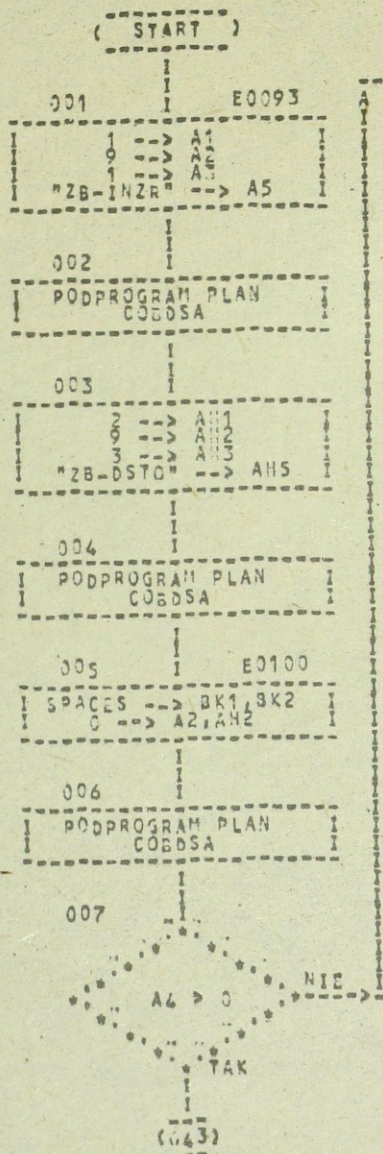 ( START )
001 E0093
1 --> A1
9 --> A2
1 --> A3
"ZB-INZR" --> A5
002
PODPROGRAM PLAN
COBDSA
003
2 --> AH1
9 --> AH2
3 --> AH3
"ZB-DSTO" --> AH5
004
PODPROGRAM PLAN
COBDSA
005 E0100
SPACES --> BK1,BK2
0 --> A2,AH2
006
PODPROGRAM PLAN
COBDSA
007
A4 > 0
NIE
TAK
(043)
A